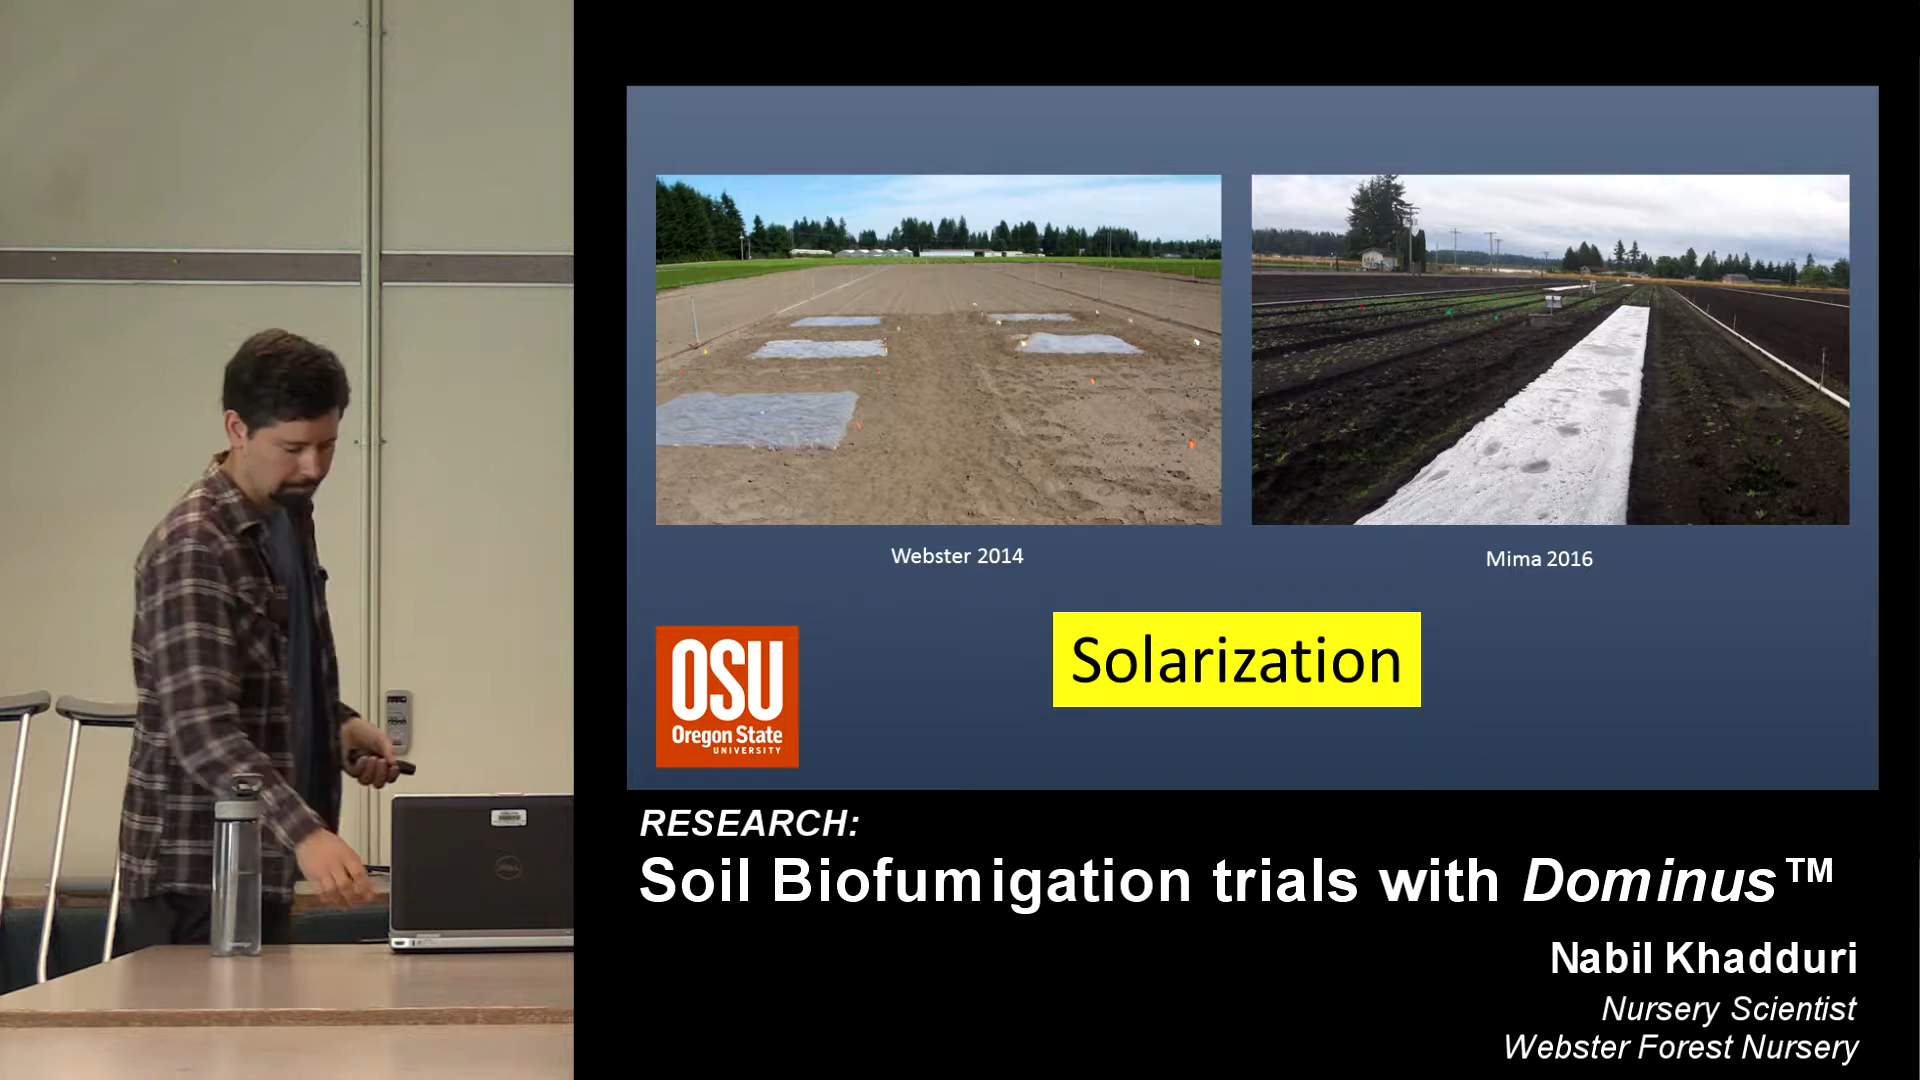 Webster 2014
Mima 2016
Solarization
OSU
Oregon State
UNIVERSITY
RESEARCH:
Soil Biofumigation trials with Dominus™
Nabil Khadduri
Nursery Scientist
Webster Forest Nursery
DELL